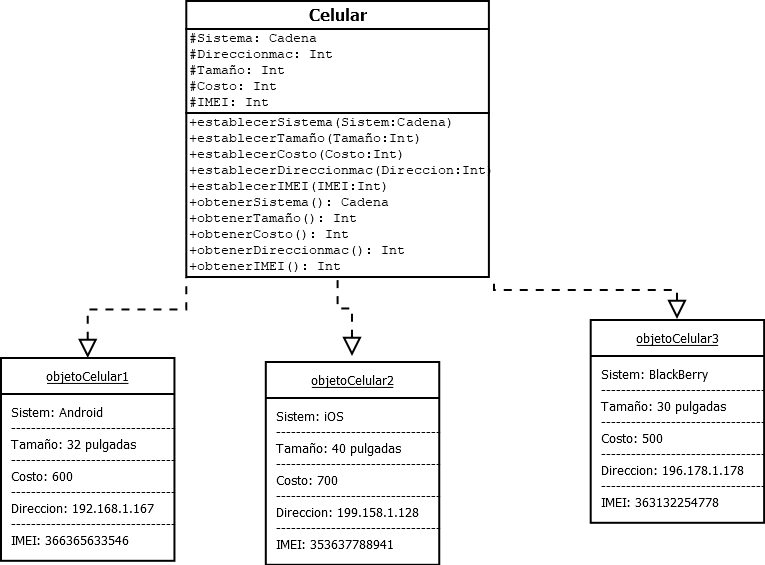 Celular
#Sistema: Cadena
#Direccionmac: Int
#Tamaño: Int
#Costo: Int
#IMEI: Int
+establecerSistema(Sistem:Cadena)
+establecerTamaño(Tamaño:Int)
+establecerCosto(Costo:Int)
+establecerDireccionmac(Direccion:Int)
+establecerIMEI(IMEI:Int)
+obtenerSistema(): Cadena
+obtenerTamaño(): Int
+obtenerCosto(): Int
+obtenerDireccionmac(): Int
+obtenerIMEI(): Int
objetoCelular1
Sistem: Android
Tamaño: 32 pulgadas
Costo: 600
Direccion: 192.168.1.167
IMEI: 366365633546
objetoCelular2
Sistem: iOS
Tamaño: 40 pulgadas
Costo: 700
Direccion: 199.158.1.128
IMEI: 353637788941
objetoCelular3
Sistem: BlackBerry
Tamaño: 30 pulgadas
Costo: 500
Direccion: 196.178.1.178
IMEI: 363132254778